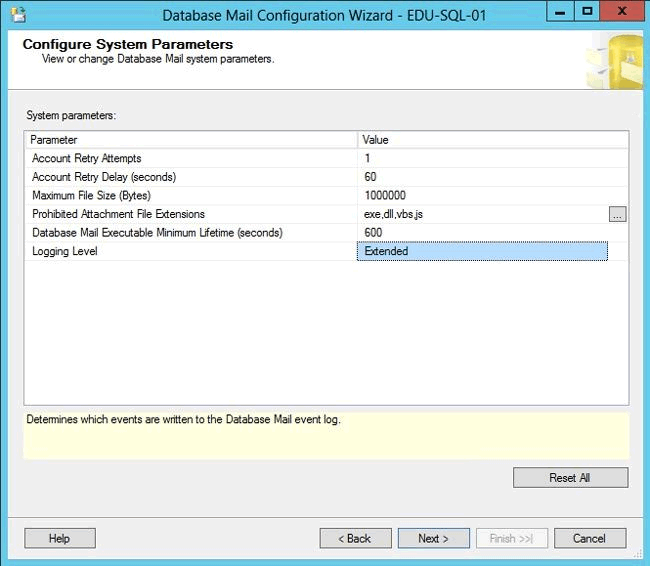 Database Mail Configuration Wizard - EDU-SQL-01
Configure System Parameters
View or change Database Mail system parameters.
System parameters:
Parameter Value
Account Retry Attempts 1
Account Retry Delay (seconds) 60
Maximum File Size (Bytes) 1000000
Prohibited Attachment File Extensions exe,dll,vbs,js ...
Database Mail Executable Minimum Lifetime (seconds) 600
Logging Level Extended
Determines which events are written to the Database Mail event log.
Reset All
Help < Back Next > Finish >>| Cancel